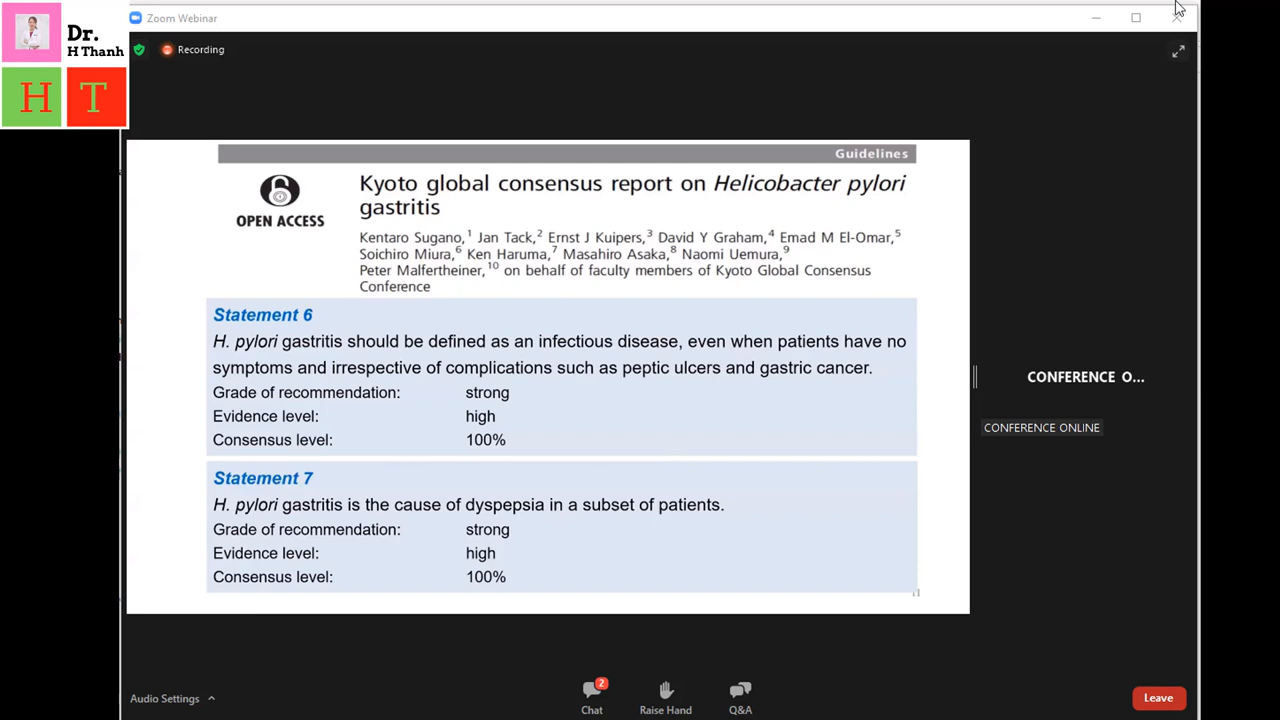 Zoom Webinar
Dr.
H Thanh
H T
Recording
Guidelines
OPEN ACCESS
Kyoto global consensus report on Helicobacter pylori
gastritis
Kentaro Sugano,1 Jan Tack,2 Ernst J Kuipers,3 David Y Graham,4 Emad M El-Omar,5
Soichiro Miura,6 Ken Haruma,7 Masahiro Asaka,8 Naomi Uemura,9
Peter Malfertheiner,10 on behalf of faculty members of Kyoto Global Consensus
Conference
Statement 6
H. pylori gastritis should be defined as an infectious disease, even when patients have no
symptoms and irrespective of complications such as peptic ulcers and gastric cancer.
Grade of recommendation: strong
Evidence level: high
Consensus level: 100%
Statement 7
H. pylori gastritis is the cause of dyspepsia in a subset of patients.
Grade of recommendation: strong
Evidence level: high
Consensus level: 100%
11
CONFERENCE O...
CONFERENCE ONLINE
Audio Settings
2
Chat
Raise Hand
Q&A
Leave